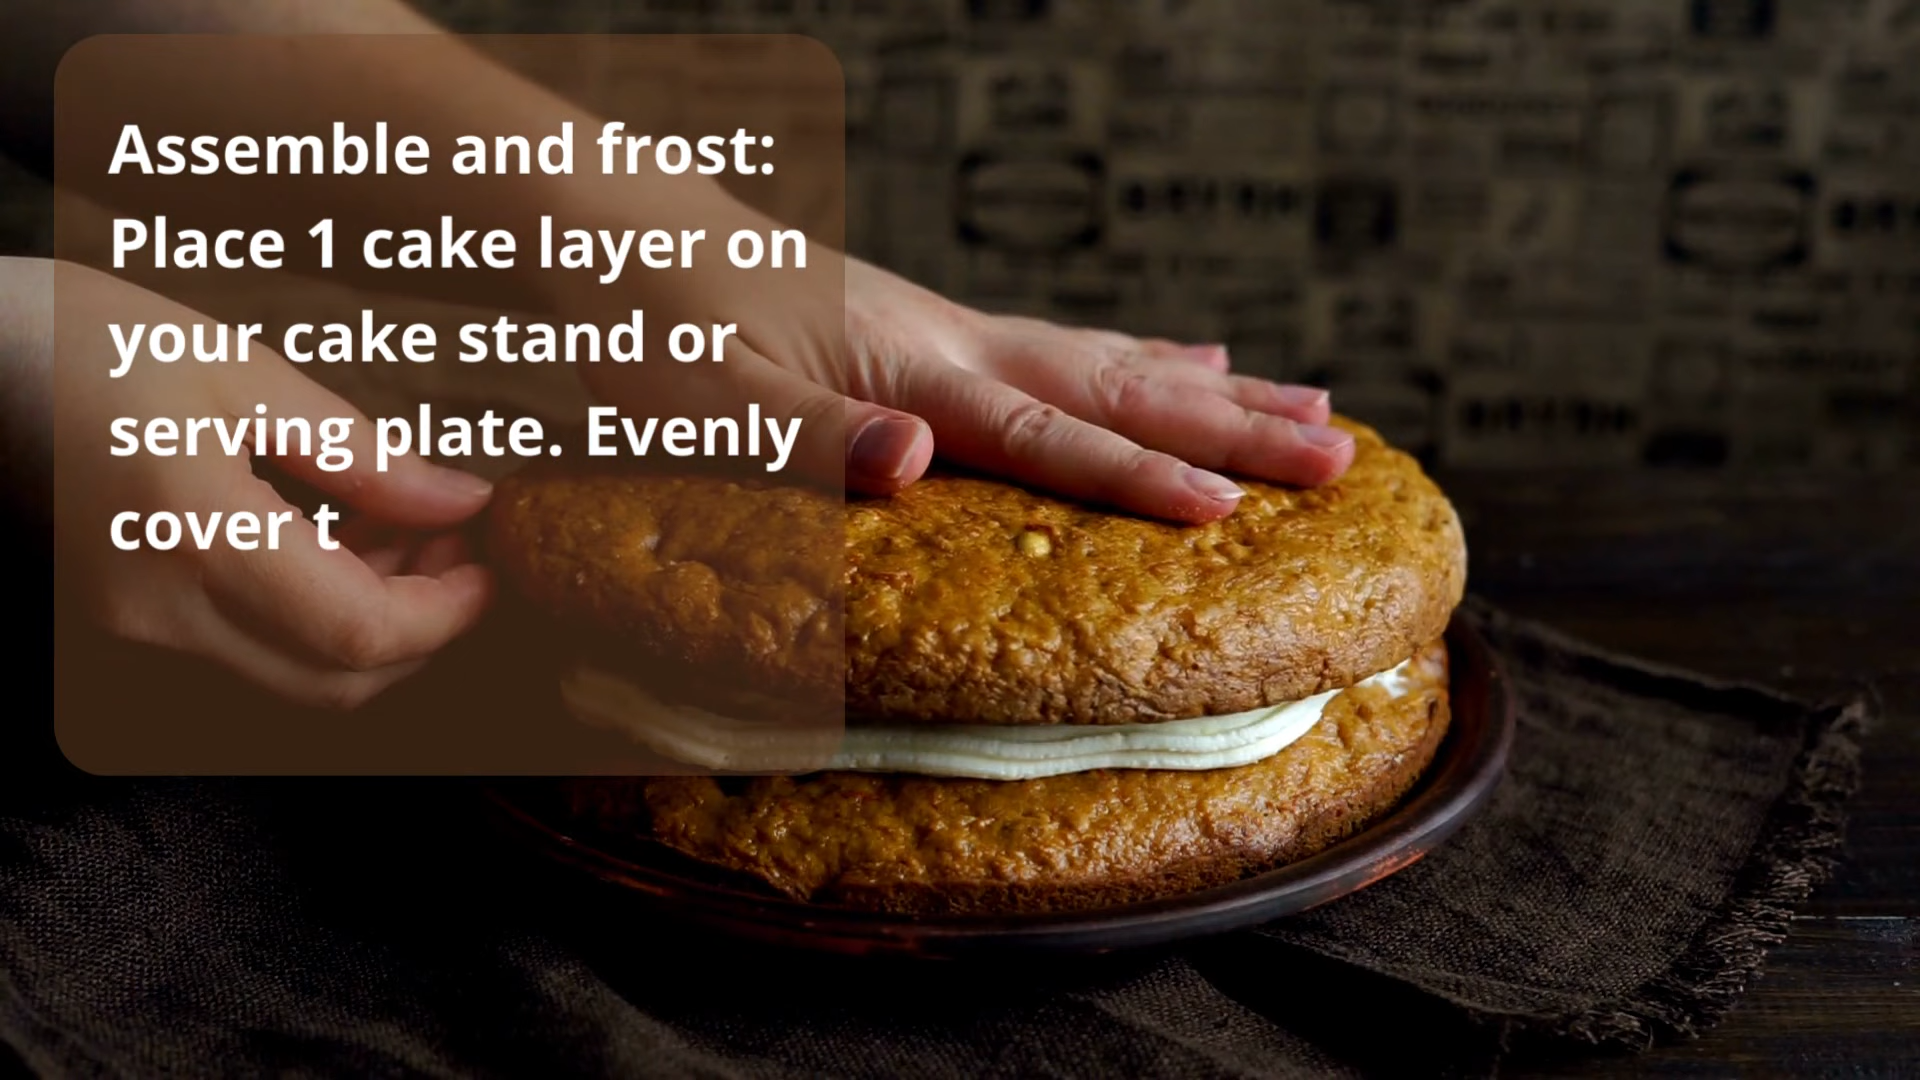 Assemble and frost:
Place 1 cake layer on
your cake stand or
serving plate. Evenly
cover t